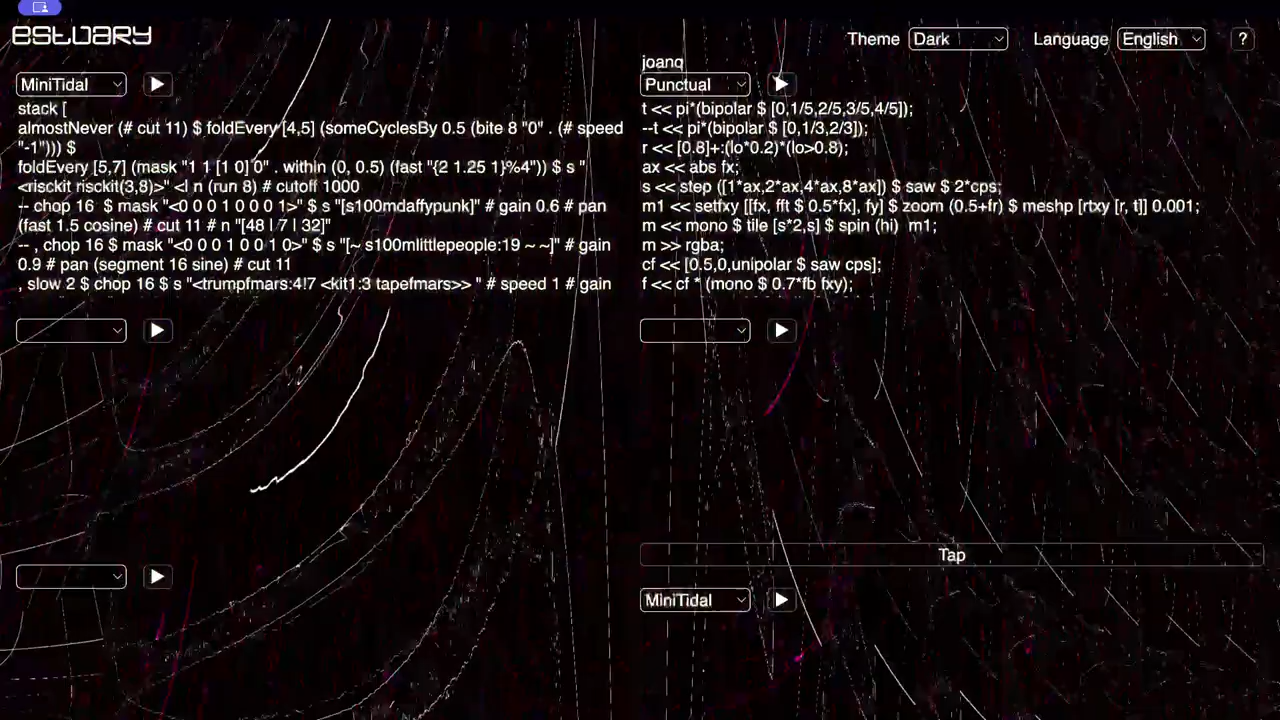 estuary
Theme Dark Language English ?
MiniTidal
stack [
almostNever (# cut 11) $ foldEvery [4,5] (someCyclesBy 0.5 (bite 8 "0" . (# speed
"-1"))) $
foldEvery [5,7] (mask "1 1 [1 0] 0" . within (0, 0.5) (fast "{2 1.25 1}%4")) $ s "
<risckit risckit(3,8)>" <| n (run 8) # cutoff 1000
-- chop 16 $ mask "<0 0 0 1 0 0 0 1>" $ s "[s100mdaffypunk]" # gain 0.6 # pan
(fast 1.5 cosine) # cut 11 # n "[48 | 7 | 32]"
-- , chop 16 $ mask "<0 0 0 1 0 0 1 0>" $ s "[~ s100mlittlepeople:19 ~ ~]" # gain
0.9 # pan (segment 16 sine) # cut 11
, slow 2 $ chop 16 $ s "<trumpfmars:4!7 <kit1:3 tapefmars>> " # speed 1 # gain
joanq
Punctual
t << pi*(bipolar $ [0,1/5,2/5,3/5,4/5]);
--t << pi*(bipolar $ [0,1/3,2/3]);
r << [0.8]+:(lo*0.2)*(lo>0.8);
ax << abs fx;
s << step ([1*ax,2*ax,4*ax,8*ax]) $ saw $ 2*cps;
m1 << setfxy [[fx, fft $ 0.5*fx], fy] $ zoom (0.5+fr) $ meshp [rtxy [r, t]] 0.001;
m << mono $ tile [s*2,s] $ spin (hi) m1;
m >> rgba;
cf << [0.5,0,unipolar $ saw cps];
f << cf * (mono $ 0.7*fb fxy);
Tap
MiniTidal